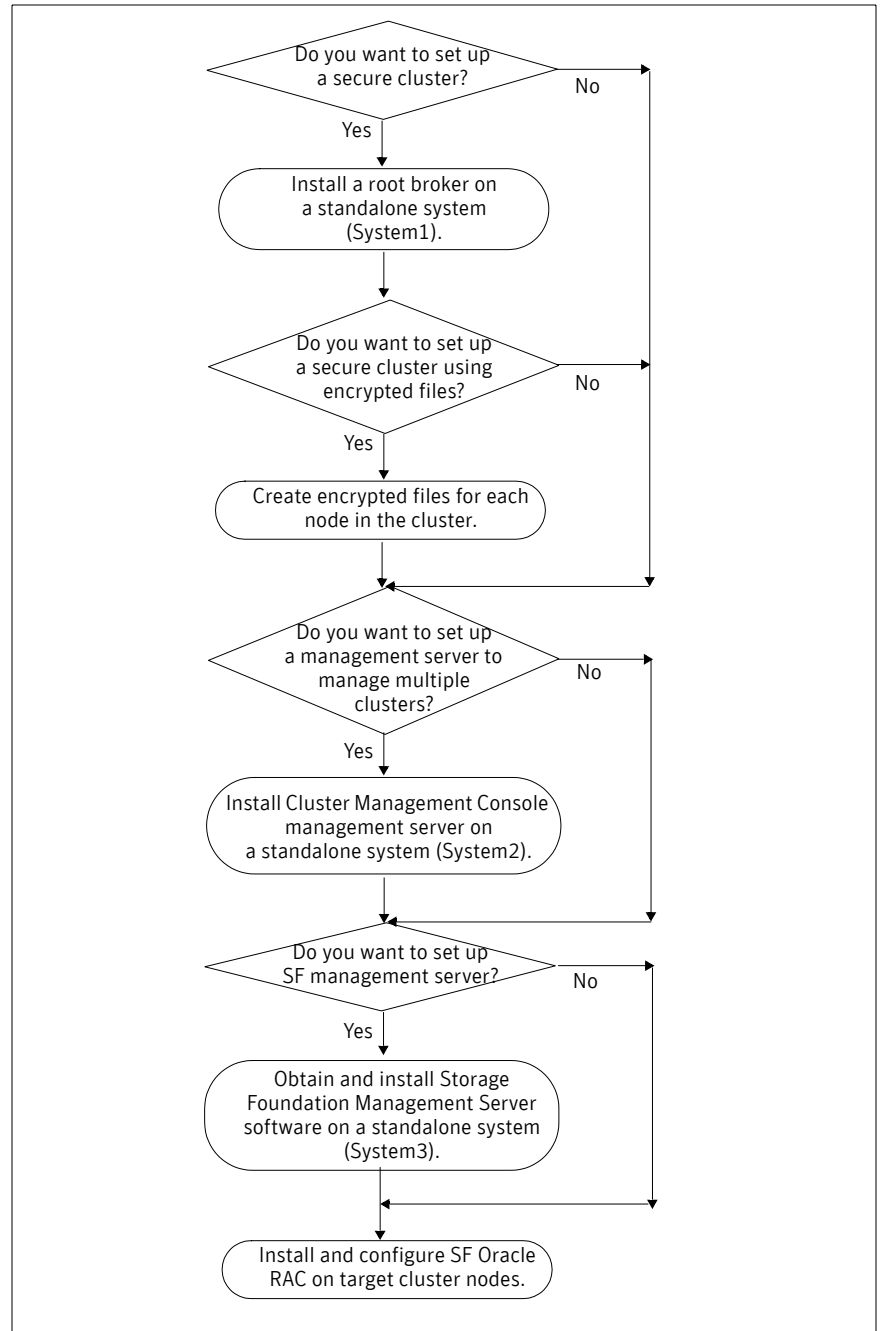 Do you want to set up
a secure cluster?
No
Yes
Install a root broker on
a standalone system
(System1).
Do you want to set up
a secure cluster using
encrypted files?
No
Yes
Create encrypted files for each
node in the cluster.
Do you want to set up
a management server to
manage multiple
clusters?
No
Yes
Install Cluster Management Console
management server on
a standalone system (System2).
Do you want to set up
SF management server?
No
Yes
Obtain and install Storage
Foundation Management Server
software on a standalone system
(System3).
Install and configure SF Oracle
RAC on target cluster nodes.